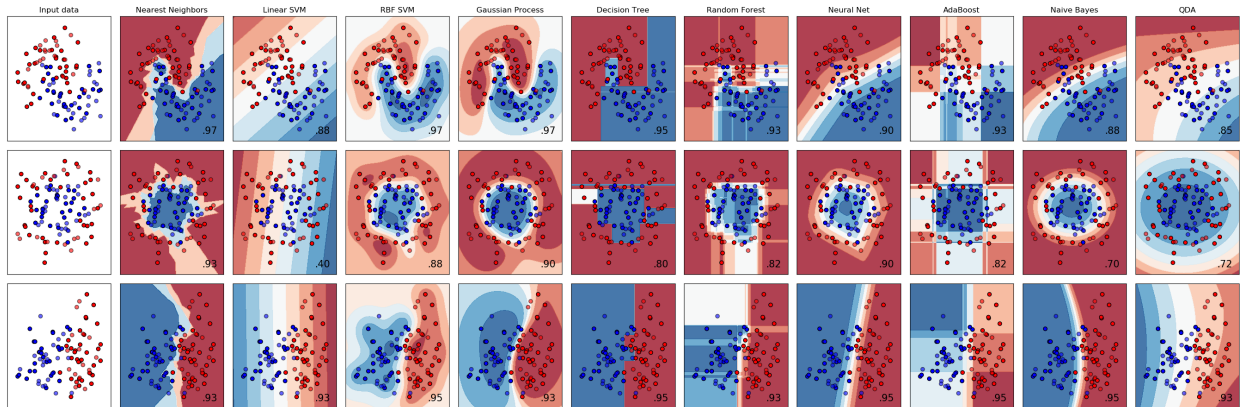 Input data Nearest Neighbors Linear SVM RBF SVM Gaussian Process Decision Tree Random Forest Neural Net AdaBoost Naive Bayes QDA
.97 .88 .97 .97 .95 .93 .90 .93 .88 .85
.93 .40 .88 .90 .80 .82 .90 .82 .70 .72
.93 .93 .95 .93 .95 .93 .95 .95 .95 .93